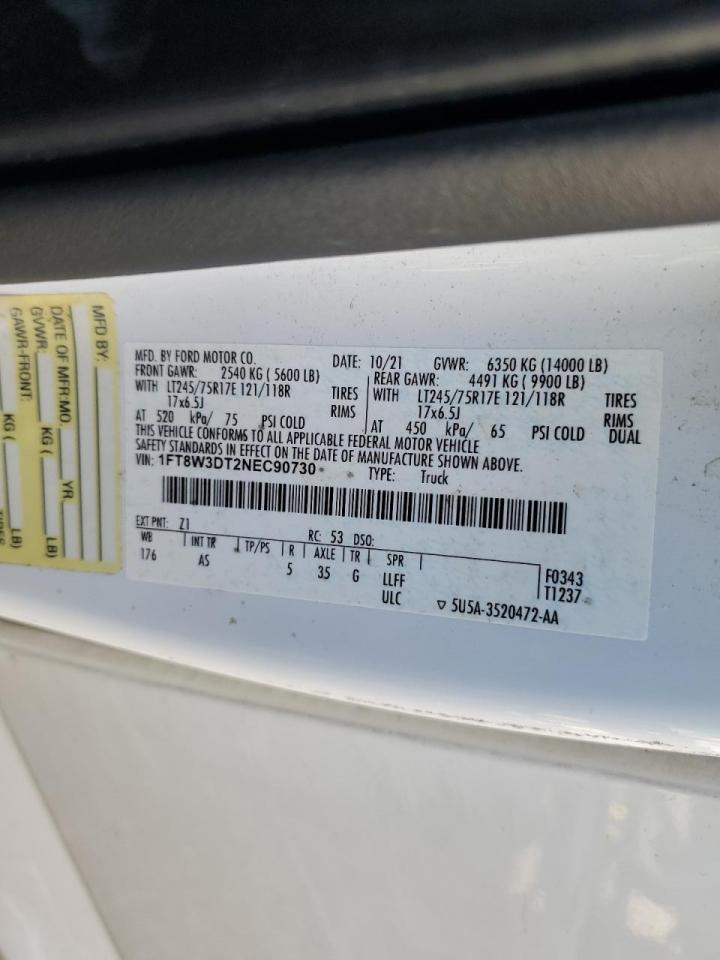 MFD BY:
DATE OF MFR:MO. YR.
GVWR: KG ( LB)
GAWR-FRONT: KG ( LB)
MFD. BY FORD MOTOR CO. DATE: 10/21 GVWR: 6350 KG (14000 LB)
FRONT GAWR: 2540 KG ( 5600 LB) REAR GAWR: 4491 KG ( 9900 LB)
WITH LT245/75R17E 121/118R TIRES WITH LT245/75R17E 121/118R TIRES
17x6.5J RIMS 17x6.5J RIMS
AT 520 kPa/ 75 PSI COLD AT 450 kPa/ 65 PSI COLD DUAL
THIS VEHICLE CONFORMS TO ALL APPLICABLE FEDERAL MOTOR VEHICLE
SAFETY STANDARDS IN EFFECT ON THE DATE OF MANUFACTURE SHOWN ABOVE.
VIN: 1FT8W3DT2NEC90730 TYPE: Truck
EXT PNT: Z1 RC: 53 DSO:
WB INT TR TP/PS R AXLE TR SPR
176 AS 5 35 G LLFF F0343
ULC T1237
▽ 5U5A-3520472-AA